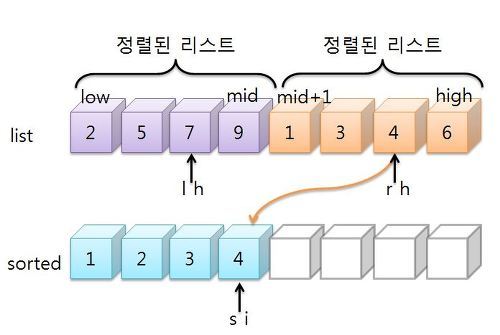 정렬된 리스트 정렬된 리스트
low mid mid+1 high
list 2 5 7 9 1 3 4 6
l h r h
sorted 1 2 3 4
s i